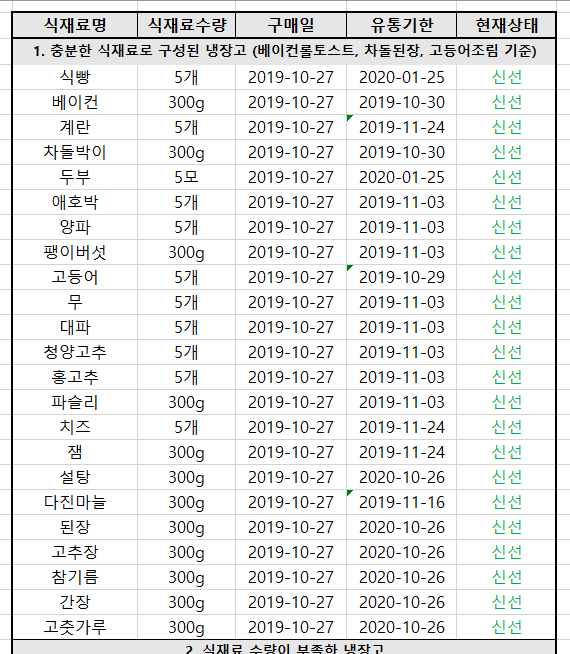 식재료명 식재료수량 구매일 유통기한 현재상태
1. 충분한 식재료로 구성된 냉장고 (베이컨롤토스트, 차돌된장, 고등어조림 기준)
식빵 5개 2019-10-27 2020-01-25 신선
베이컨 300g 2019-10-27 2019-10-30 신선
계란 5개 2019-10-27 2019-11-24 신선
차돌박이 300g 2019-10-27 2019-10-30 신선
두부 5모 2019-10-27 2020-01-25 신선
애호박 5개 2019-10-27 2019-11-03 신선
양파 5개 2019-10-27 2019-11-03 신선
팽이버섯 300g 2019-10-27 2019-11-03 신선
고등어 5개 2019-10-27 2019-10-29 신선
무 5개 2019-10-27 2019-11-03 신선
대파 5개 2019-10-27 2019-11-03 신선
청양고추 5개 2019-10-27 2019-11-03 신선
홍고추 5개 2019-10-27 2019-11-03 신선
파슬리 300g 2019-10-27 2019-11-03 신선
치즈 5개 2019-10-27 2019-11-24 신선
잼 300g 2019-10-27 2019-11-24 신선
설탕 300g 2019-10-27 2020-10-26 신선
다진마늘 300g 2019-10-27 2019-11-16 신선
된장 300g 2019-10-27 2020-10-26 신선
고추장 300g 2019-10-27 2020-10-26 신선
참기름 300g 2019-10-27 2020-10-26 신선
간장 300g 2019-10-27 2020-10-26 신선
고춧가루 300g 2019-10-27 2020-10-26 신선
2. 식재료 수량이 부족한 냉장고